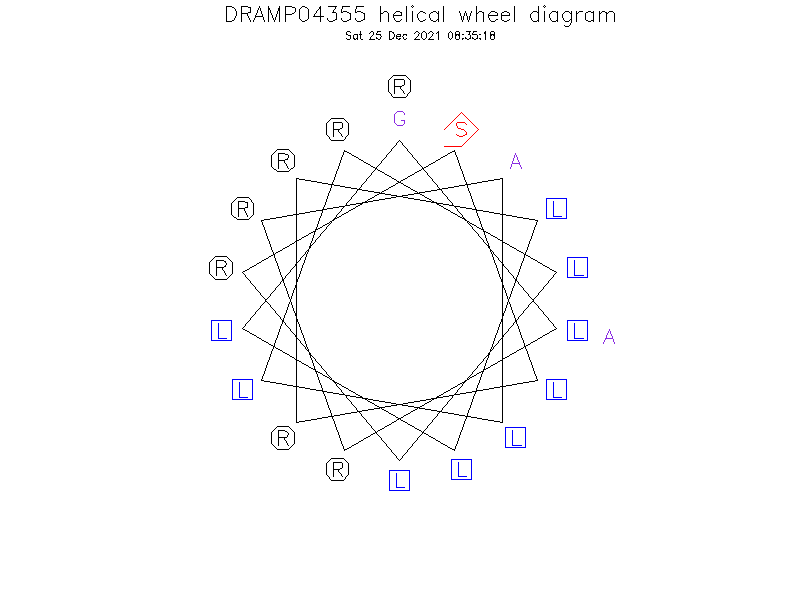 DRAMP04355 helical wheel diagram
Sat 25 Dec 2021 08:35:18
R
G
R S
R A
R L
R L
L L A
L L
R L
R L
L